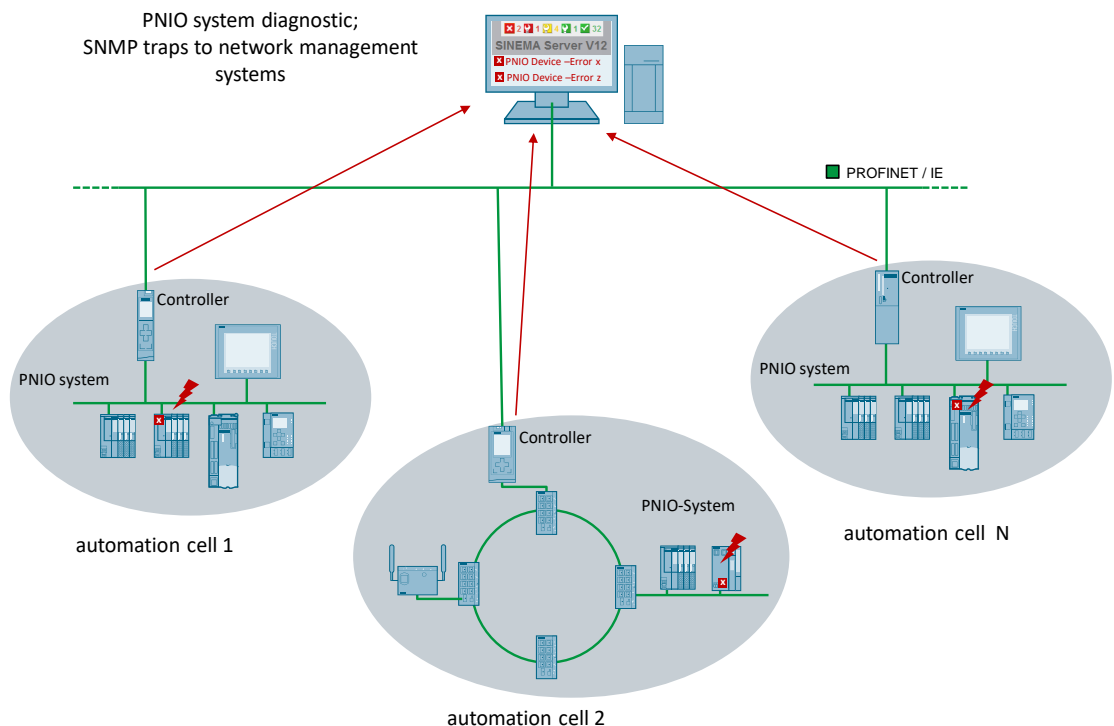 PNIO system diagnostic;
SNMP traps to network management
systems
2 1 4 1 32
SINEMA Server V12
PNIO Device –Error x
PNIO Device –Error z
PROFINET / IE
Controller
PNIO system
automation cell 1
Controller
PNIO-System
automation cell 2
Controller
PNIO system
automation cell N